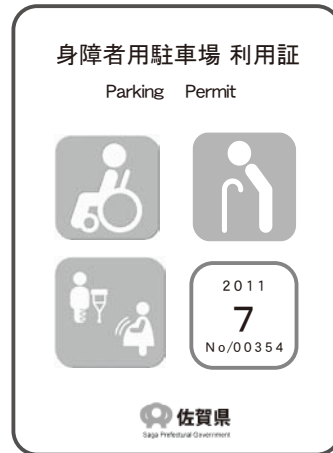 身障者用駐車場 利用証
Parking Permit
2011
7
No/00354
佐賀県
Saga Prefectural Government